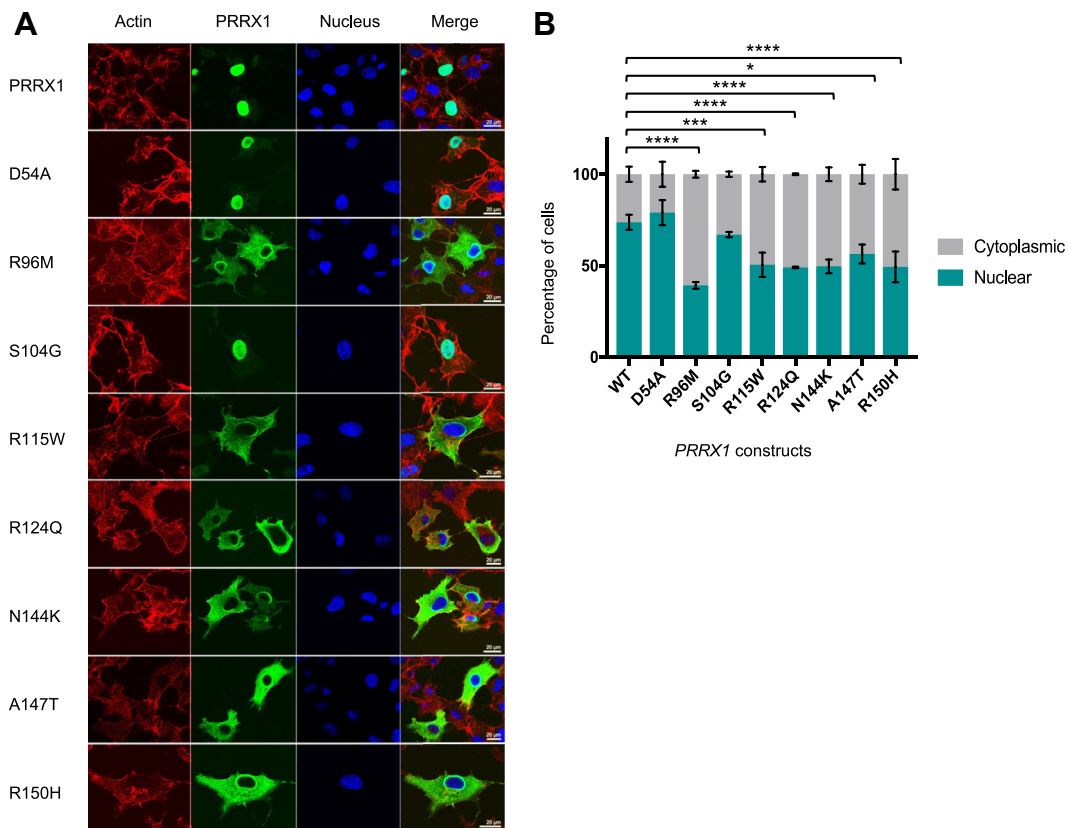 A
Actin PRRX1 Nucleus Merge
PRRX1
20 µm
D54A
20 µm
R96M
20 µm
S104G
20 µm
R115W
20 µm
R124Q
20 µm
N144K
20 µm
A147T
20 µm
R150H
20 µm
B
****
*
****
****
***
****
Percentage of cells
100
50
0
WT D54A R96M S104G R115W R124Q N144K A147T R150H
PRRX1 constructs
Cytoplasmic
Nuclear